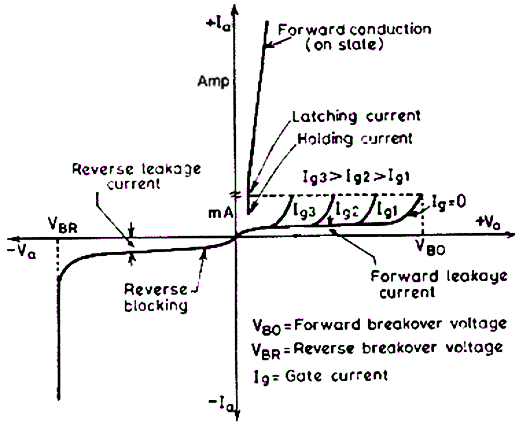 +Ia
Forward conduction
(on state)
Amp
Latching current
Holding current
Reverse leakage
current
Ig3 > Ig2 > Ig1
mA
Ig3
Ig2
Ig1
Ig=0
VBR
+Va
-Va
VBO
Reverse
blocking
Forward leakage
current
VBO=Forward breakover voltage
VBR=Reverse breakover voltage
Ig= Gate current
-Ia